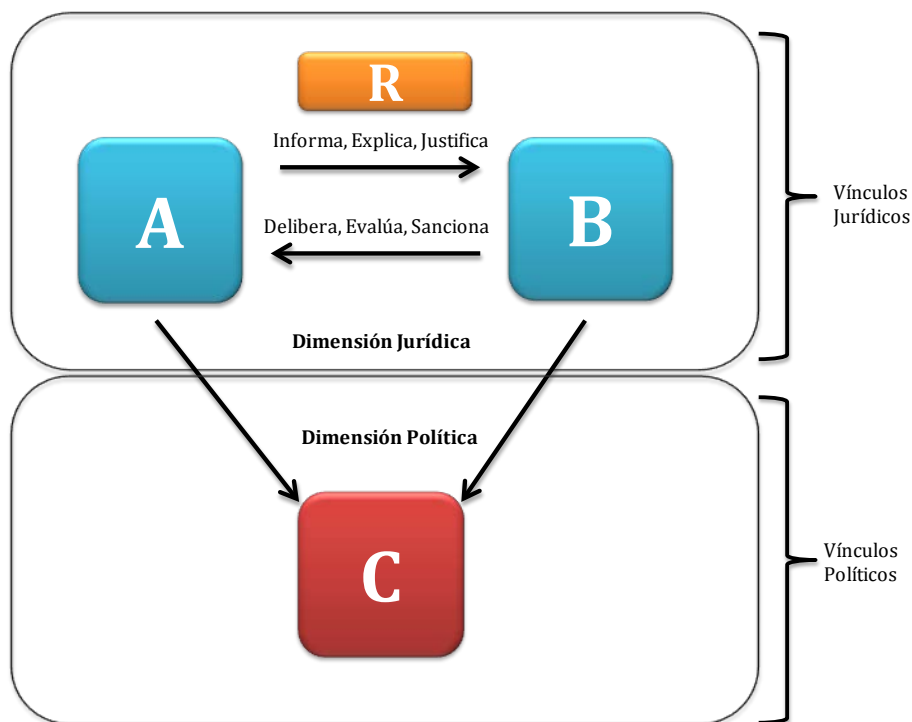 R
Informa, Explica, Justifica
A
B
Vínculos
Jurídicos
Delibera, Evalúa, Sanciona
Dimensión Jurídica
Dimensión Política
C
Vínculos
Políticos